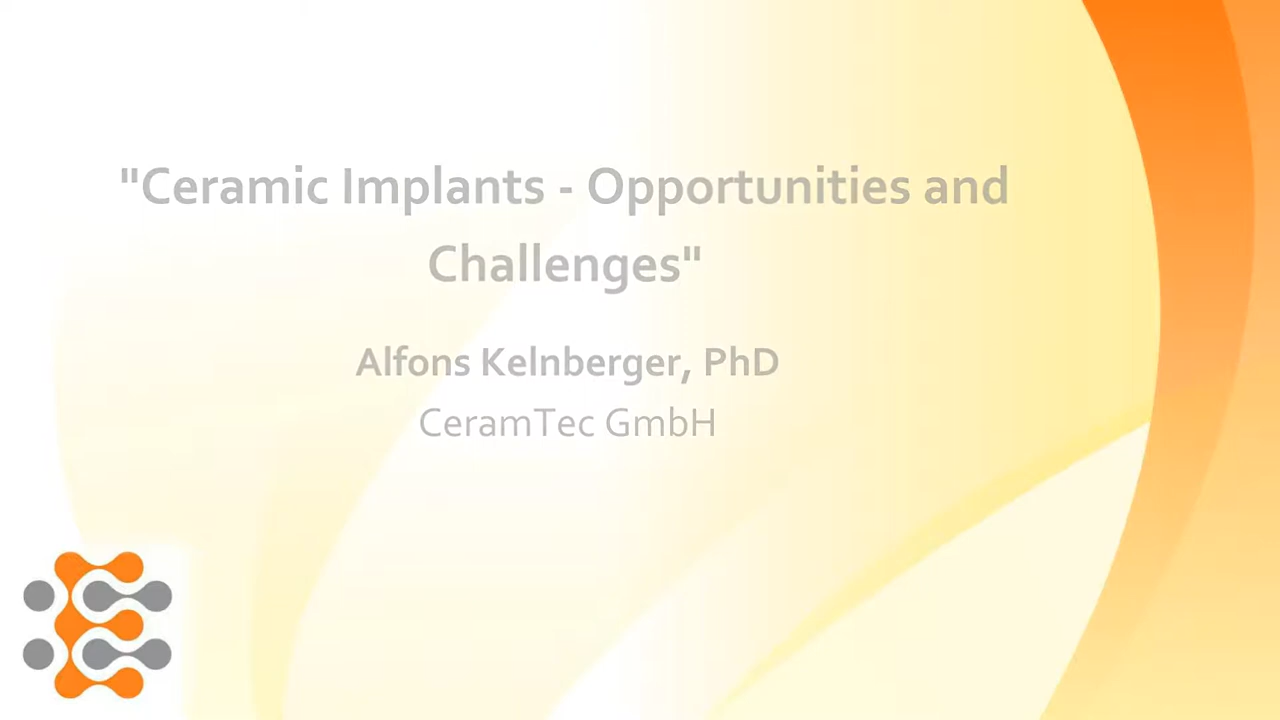 "Ceramic Implants - Opportunities and
Challenges"
Alfons Kelnberger, PhD
CeramTec GmbH